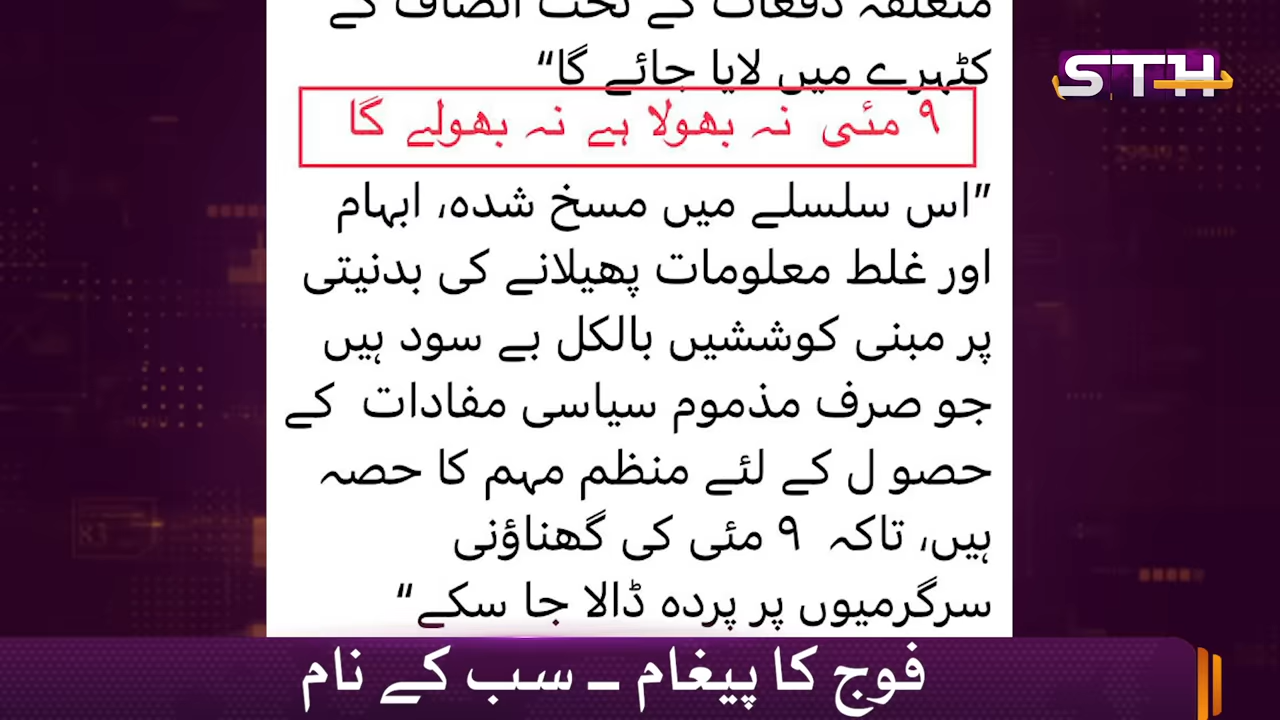 متعلقہ دفعات کے تحت انصاف کے
کٹہرے میں لایا جائے گا“
STH
۹ مئی نہ بھولا ہے نہ بھولے گا
”اس سلسلے میں مسخ شدہ، ابہام
اور غلط معلومات پھیلانے کی بدنیتی
پر مبنی کوششیں بالکل بے سود ہیں
جو صرف مذموم سیاسی مفادات کے
حصو ل کے لئے منظم مہم کا حصہ
ہیں، تاکہ ۹ مئی کی گھناؤنی
سرگرمیوں پر پردہ ڈالا جا سکے“
83
فوج کا پیغام ۔ سب کے نام